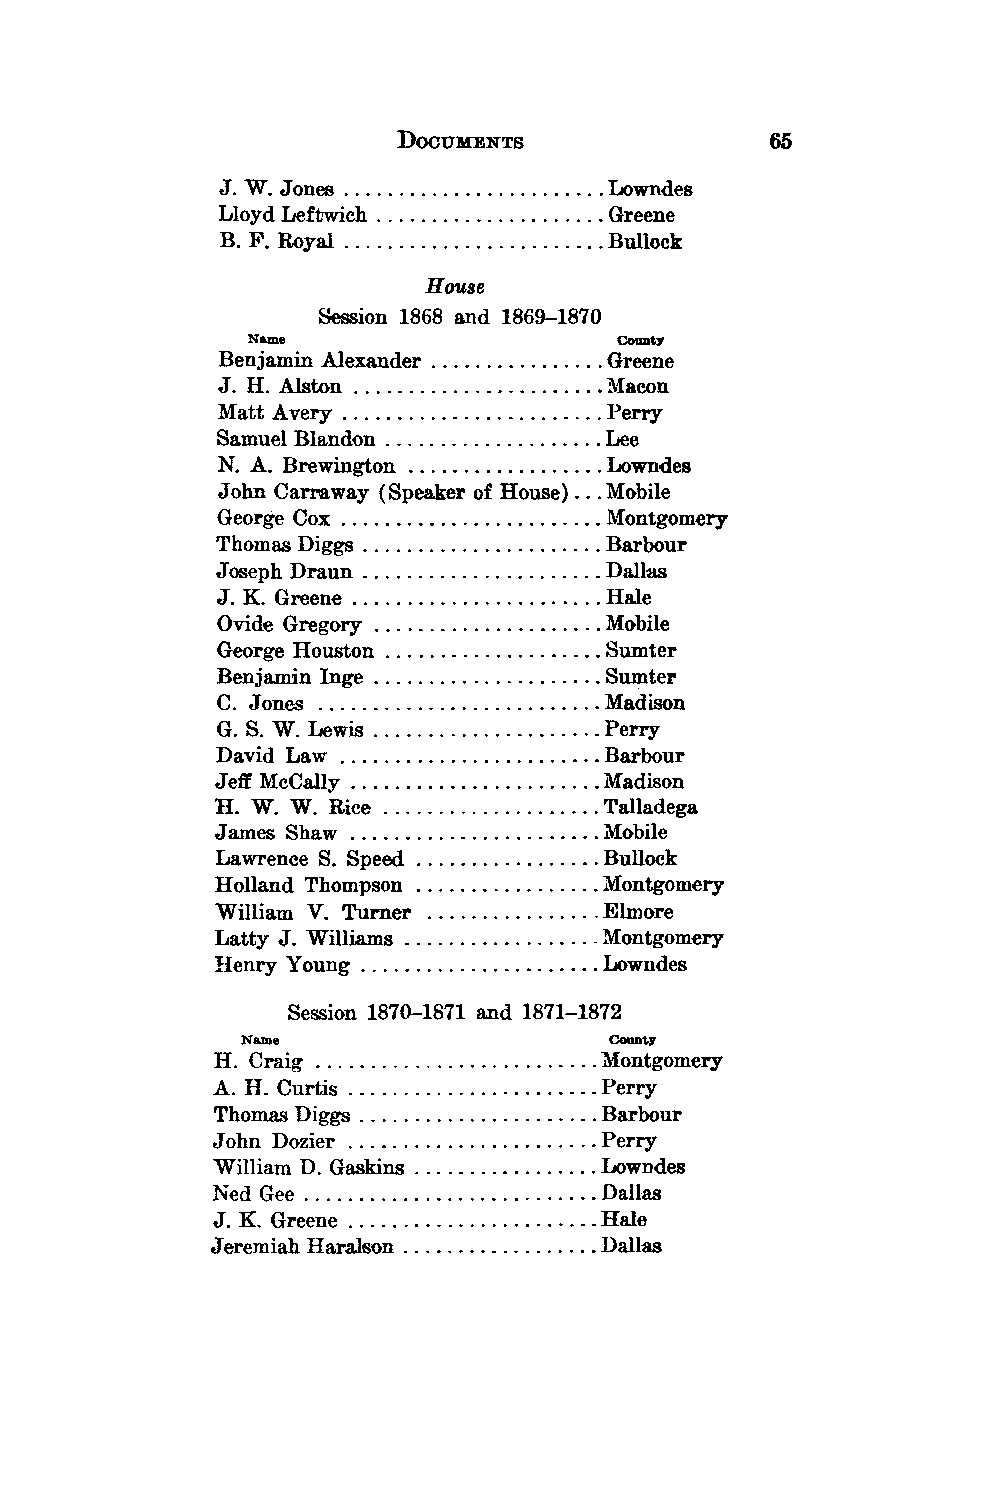 DOCUMENTS 65
J. W. Jones ........................ Lowndes
Lloyd Leftwich ..................... Greene
B. F. Royal ........................ Bullock
House
Session 1868 and 1869–1870
Name County
Benjamin Alexander ................ Greene
J. H. Alston ....................... Macon
Matt Avery ........................ Perry
Samuel Blandon .................... Lee
N. A. Brewington .................. Lowndes
John Carraway (Speaker of House) ... Mobile
George Cox ........................ Montgomery
Thomas Diggs ...................... Barbour
Joseph Draun ...................... Dallas
J. K. Greene ....................... Hale
Ovide Gregory ..................... Mobile
George Houston .................... Sumter
Benjamin Inge ..................... Sumter
C. Jones .......................... Madison
G. S. W. Lewis ..................... Perry
David Law ........................ Barbour
Jeff McCally ....................... Madison
H. W. W. Rice .................... Talladega
James Shaw ....................... Mobile
Lawrence S. Speed ................. Bullock
Holland Thompson ................. Montgomery
William V. Turner ................ Elmore
Latty J. Williams .................. Montgomery
Henry Young ...................... Lowndes
Session 1870–1871 and 1871–1872
Name County
H. Craig .......................... Montgomery
A. H. Curtis ....................... Perry
Thomas Diggs ...................... Barbour
John Dozier ....................... Perry
William D. Gaskins ................. Lowndes
Ned Gee ........................... Dallas
J. K. Greene ....................... Hale
Jeremiah Haralson .................. Dallas